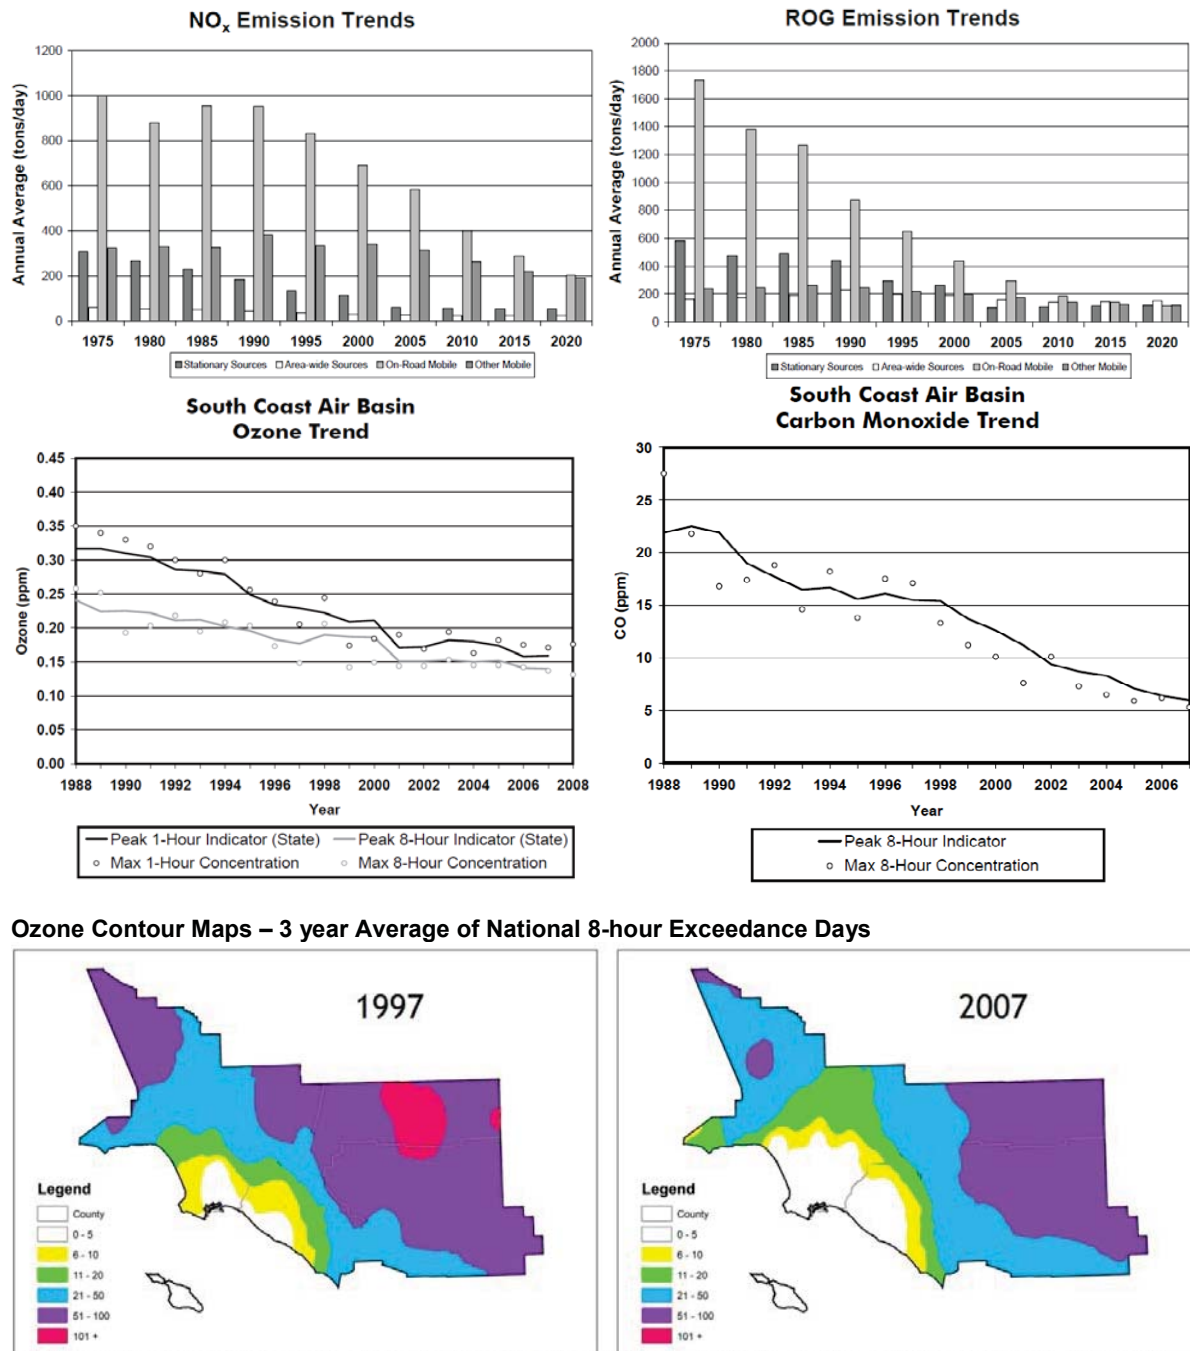 NOx Emission Trends
Annual Average (tons/day)
1200
1000
800
600
400
200
0
1975 1980 1985 1990 1995 2000 2005 2010 2015 2020
Stationary Sources Area-wide Sources On-Road Mobile Other Mobile
ROG Emission Trends
Annual Average (tons/day)
2000
1800
1600
1400
1200
1000
800
600
400
200
0
1975 1980 1985 1990 1995 2000 2005 2010 2015 2020
Stationary Sources Area-wide Sources On-Road Mobile Other Mobile
South Coast Air Basin
Ozone Trend
Ozone (ppm)
0.45
0.40
0.35
0.30
0.25
0.20
0.15
0.10
0.05
0.00
1988 1990 1992 1994 1996 1998 2000 2002 2004 2006 2008
Year
Peak 1-Hour Indicator (State) Peak 8-Hour Indicator (State)
Max 1-Hour Concentration Max 8-Hour Concentration
South Coast Air Basin
Carbon Monoxide Trend
CO (ppm)
30
25
20
15
10
5
0
1988 1990 1992 1994 1996 1998 2000 2002 2004 2006
Year
Peak 8-Hour Indicator
Max 8-Hour Concentration
Ozone Contour Maps – 3 year Average of National 8-hour Exceedance Days
1997
Legend
County
0 - 5
6 - 10
11 - 20
21 - 50
51 - 100
101 +
2007
Legend
County
0 - 5
6 - 10
11 - 20
21 - 50
51 - 100
101 +